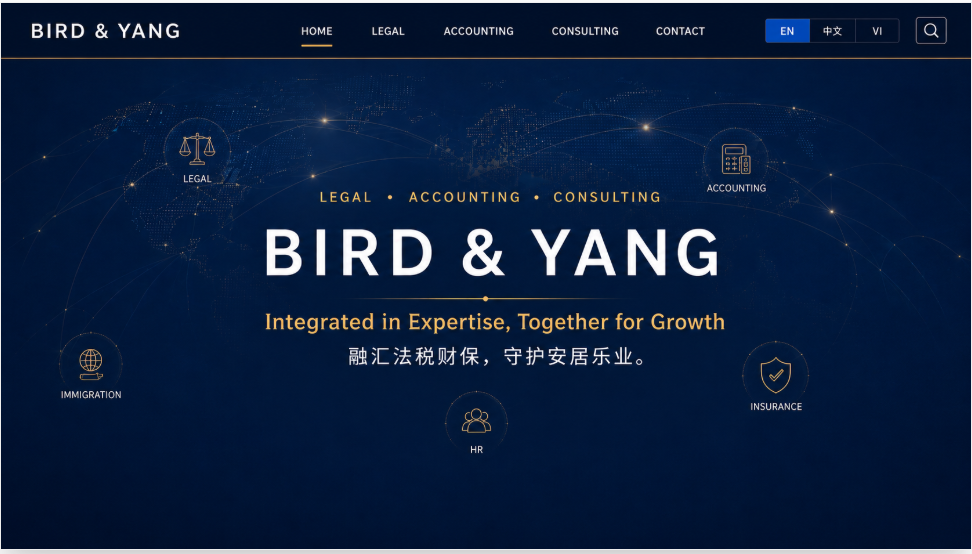 BIRD & YANG
HOME LEGAL ACCOUNTING CONSULTING CONTACT EN 中文 VI
LEGAL
ACCOUNTING
LEGAL • ACCOUNTING • CONSULTING
BIRD & YANG
Integrated in Expertise, Together for Growth
融汇法税财保，守护安居乐业。
IMMIGRATION
INSURANCE
HR